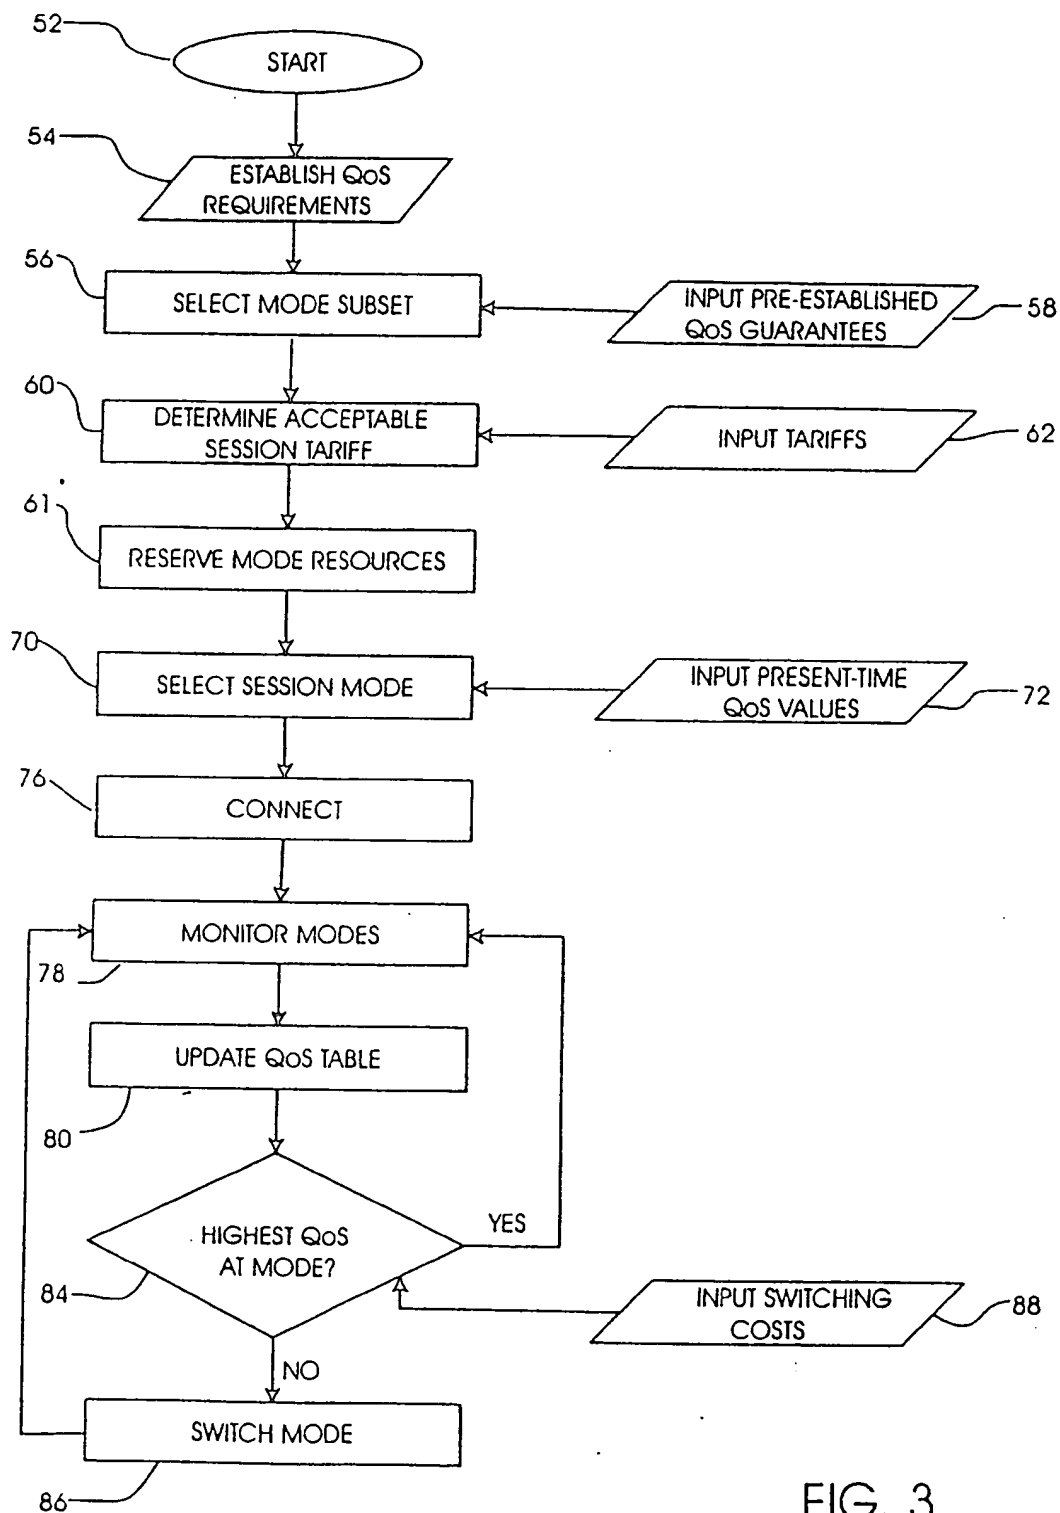 52
START
54
ESTABLISH QoS
REQUIREMENTS
56
SELECT MODE SUBSET
INPUT PRE-ESTABLISHED
QoS GUARANTEES
58
60
DETERMINE ACCEPTABLE
SESSION TARIFF
INPUT TARIFFS
62
61
RESERVE MODE RESOURCES
70
SELECT SESSION MODE
INPUT PRESENT-TIME
QoS VALUES
72
76
CONNECT
MONITOR MODES
78
UPDATE QoS TABLE
80
HIGHEST QoS
AT MODE?
YES
84
INPUT SWITCHING
COSTS
88
NO
SWITCH MODE
86
FIG. 3